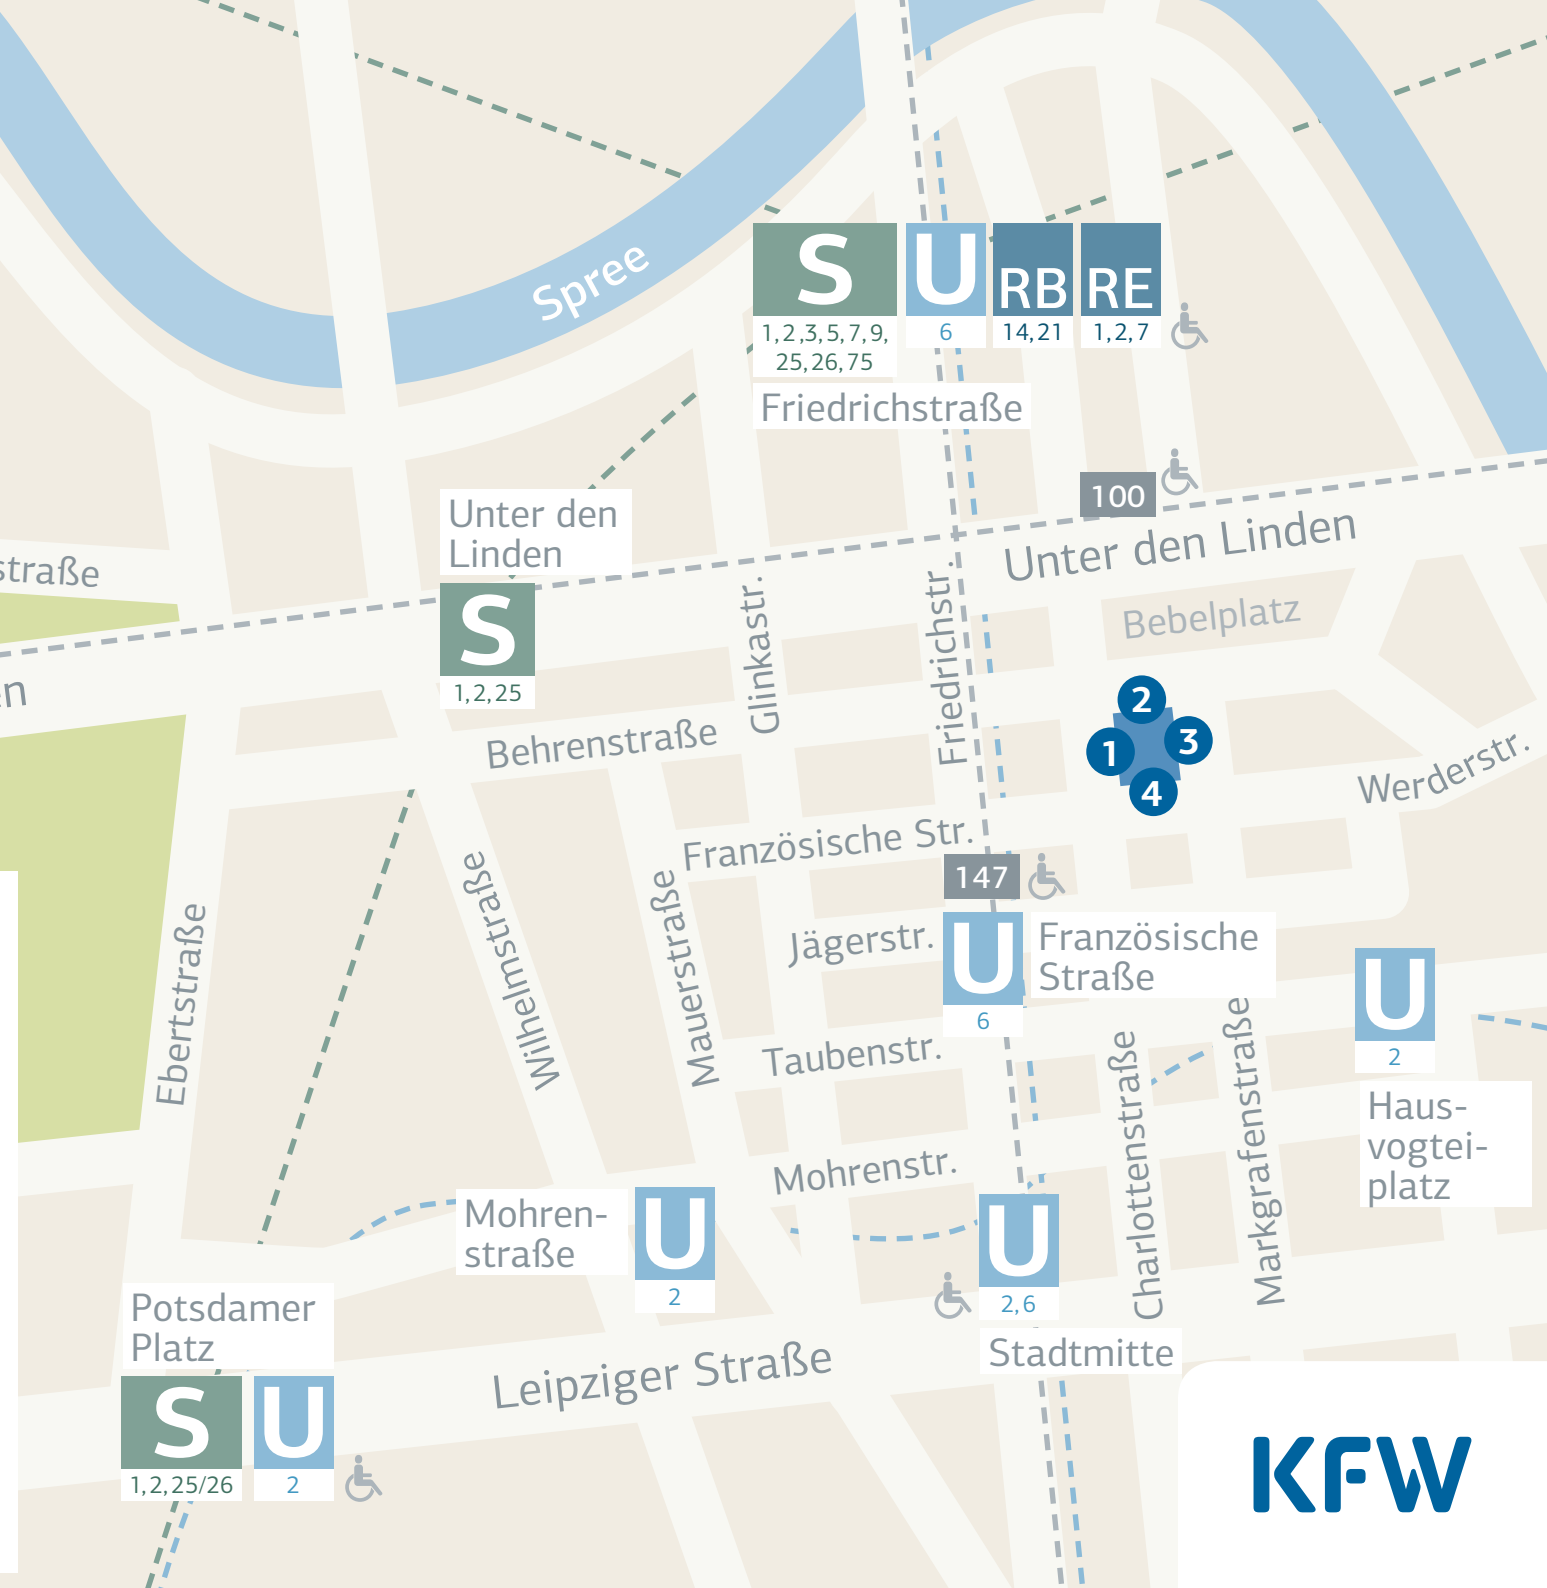 Spree
S
U
RB
RE
1,2,3,5,7,9,
25,26,75
6
14,21
1,2,7
Friedrichstraße
100
Unter den
Linden
S
1,2,25
Unter den Linden
straße
en
Bebelplatz
Glinkastr.
Friedrichstr.
Behrenstraße
2
1
3
4
Werderstr.
Französische Str.
147
U
6
Französische
Straße
Jägerstr.
Wilhelmstraße
Mauerstraße
Ebertstraße
Taubenstr.
Charlottenstraße
Markgrafenstraße
U
2
Haus-
vogtei-
platz
Mohrenstr.
Mohren-
straße
U
2
U
2,6
Stadtmitte
Potsdamer
Platz
S
1,2,25/26
U
2
Leipziger Straße
KFW